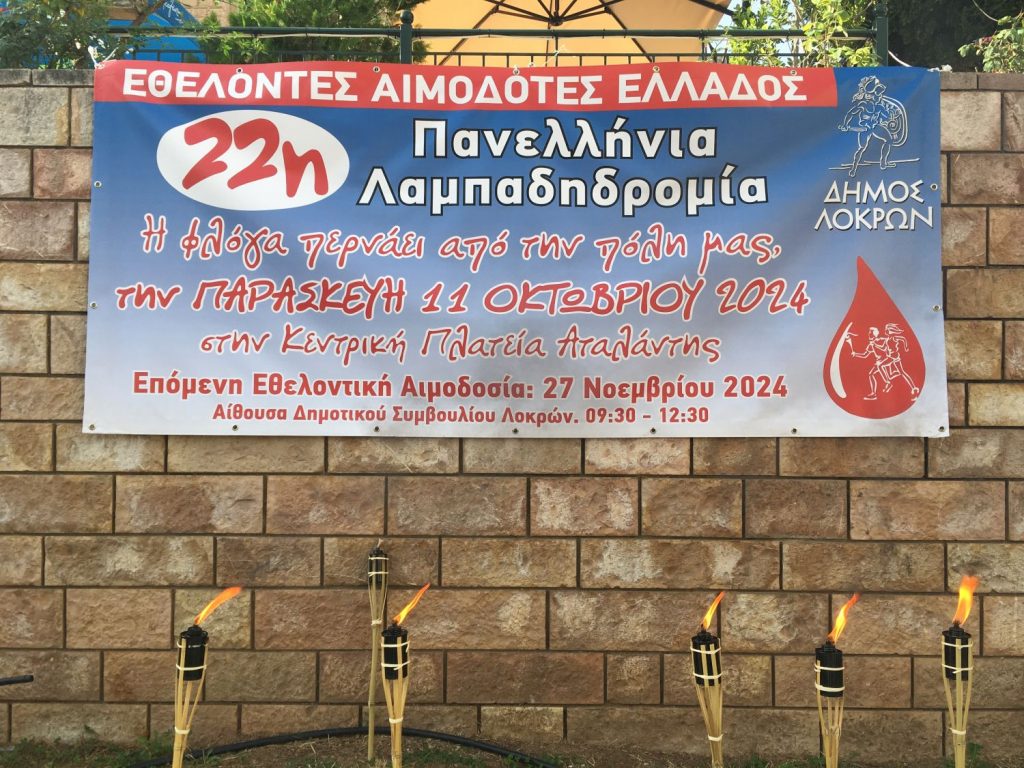 ΕΘΕΛΟΝΤΕΣ ΑΙΜΟΔΟΤΕΣ ΕΛΛΑΔΟΣ
22η
Πανελλήνια
Λαμπαδηδρομία
ΔΗΜΟΣ
ΛΟΚΡΩΝ
Η φλόγα περνάει από την πόλη μας,
την ΠΑΡΑΣΚΕΥΗ 11 ΟΚΤΩΒΡΙΟΥ 2024
στην Κεντρική Πλατεία Αταλάντης
Επόμενη Εθελοντική Αιμοδοσία: 27 Νοεμβρίου 2024
Αίθουσα Δημοτικού Συμβουλίου Λοκρών. 09:30 - 12:30